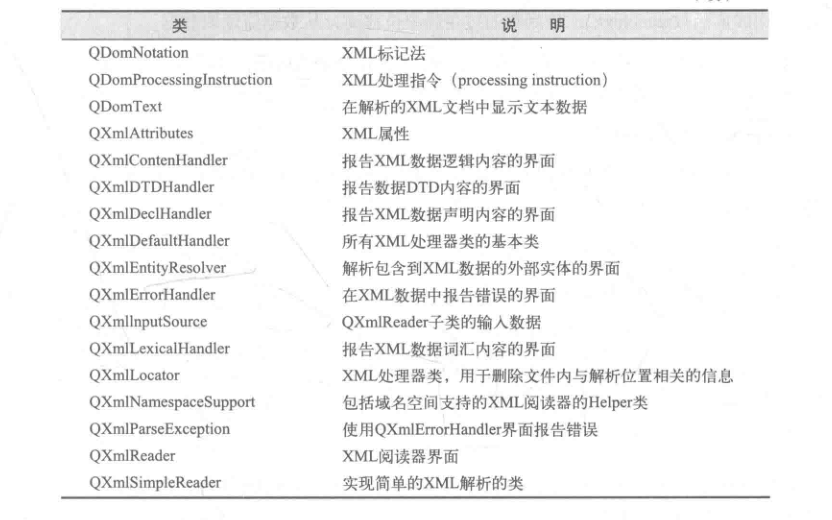 类 说 明
QDomNotation XML标记法
QDomProcessingInstruction XML处理指令（processing instruction）
QDomText 在解析的XML文档中显示文本数据
QXmlAttributes XML属性
QXmlContenHandler 报告XML数据逻辑内容的界面
QXmlDTDHandler 报告数据DTD内容的界面
QXmlDeclHandler 报告XML数据声明内容的界面
QXmlDefaultHandler 所有XML处理器类的基本类
QXmlEntityResolver 解析包含到XML数据的外部实体的界面
QXmlErrorHandler 在XML数据中报告错误的界面
QXmlInputSource QXmlReader子类的输入数据
QXmlLexicalHandler 报告XML数据词汇内容的界面
QXmlLocator XML处理器类，用于删除文件内与解析位置相关的信息
QXmlNamespaceSupport 包括域名空间支持的XML阅读器的Helper类
QXmlParseException 使用QXmlErrorHandler界面报告错误
QXmlReader XML阅读器界面
QXmlSimpleReader 实现简单的XML解析的类